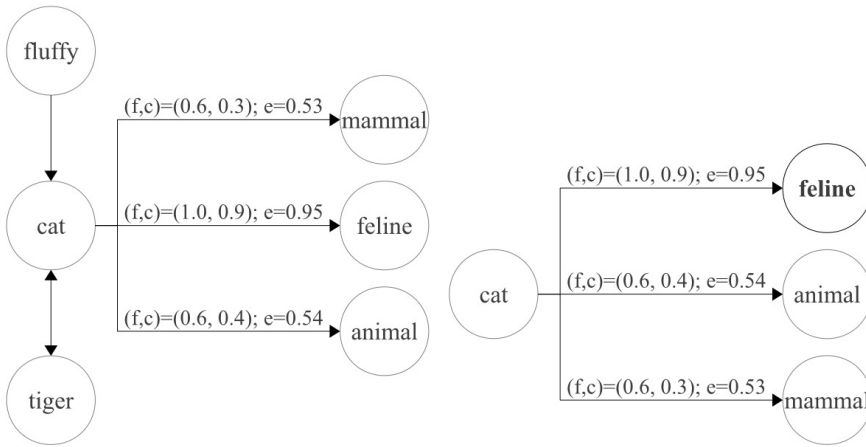 fluffy
(f,c)=(0.6, 0.3); e=0.53
mammal
cat
(f,c)=(1.0, 0.9); e=0.95
feline
(f,c)=(0.6, 0.4); e=0.54
animal
tiger
(f,c)=(1.0, 0.9); e=0.95
feline
cat
(f,c)=(0.6, 0.4); e=0.54
animal
(f,c)=(0.6, 0.3); e=0.53
mammal